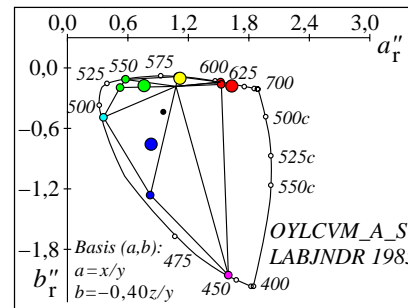 0,0 0,6 1,2 1,8 2,4 3,0
a″r
0,0
−0,6
−1,2
−1,8
b″r
525 550 575 600 625 700
500 500c
525c
550c
475
450 400
OYLCVM_A_S
LABJNDR 198
Basis (a,b):
a=x/y
b=−0,40z/y